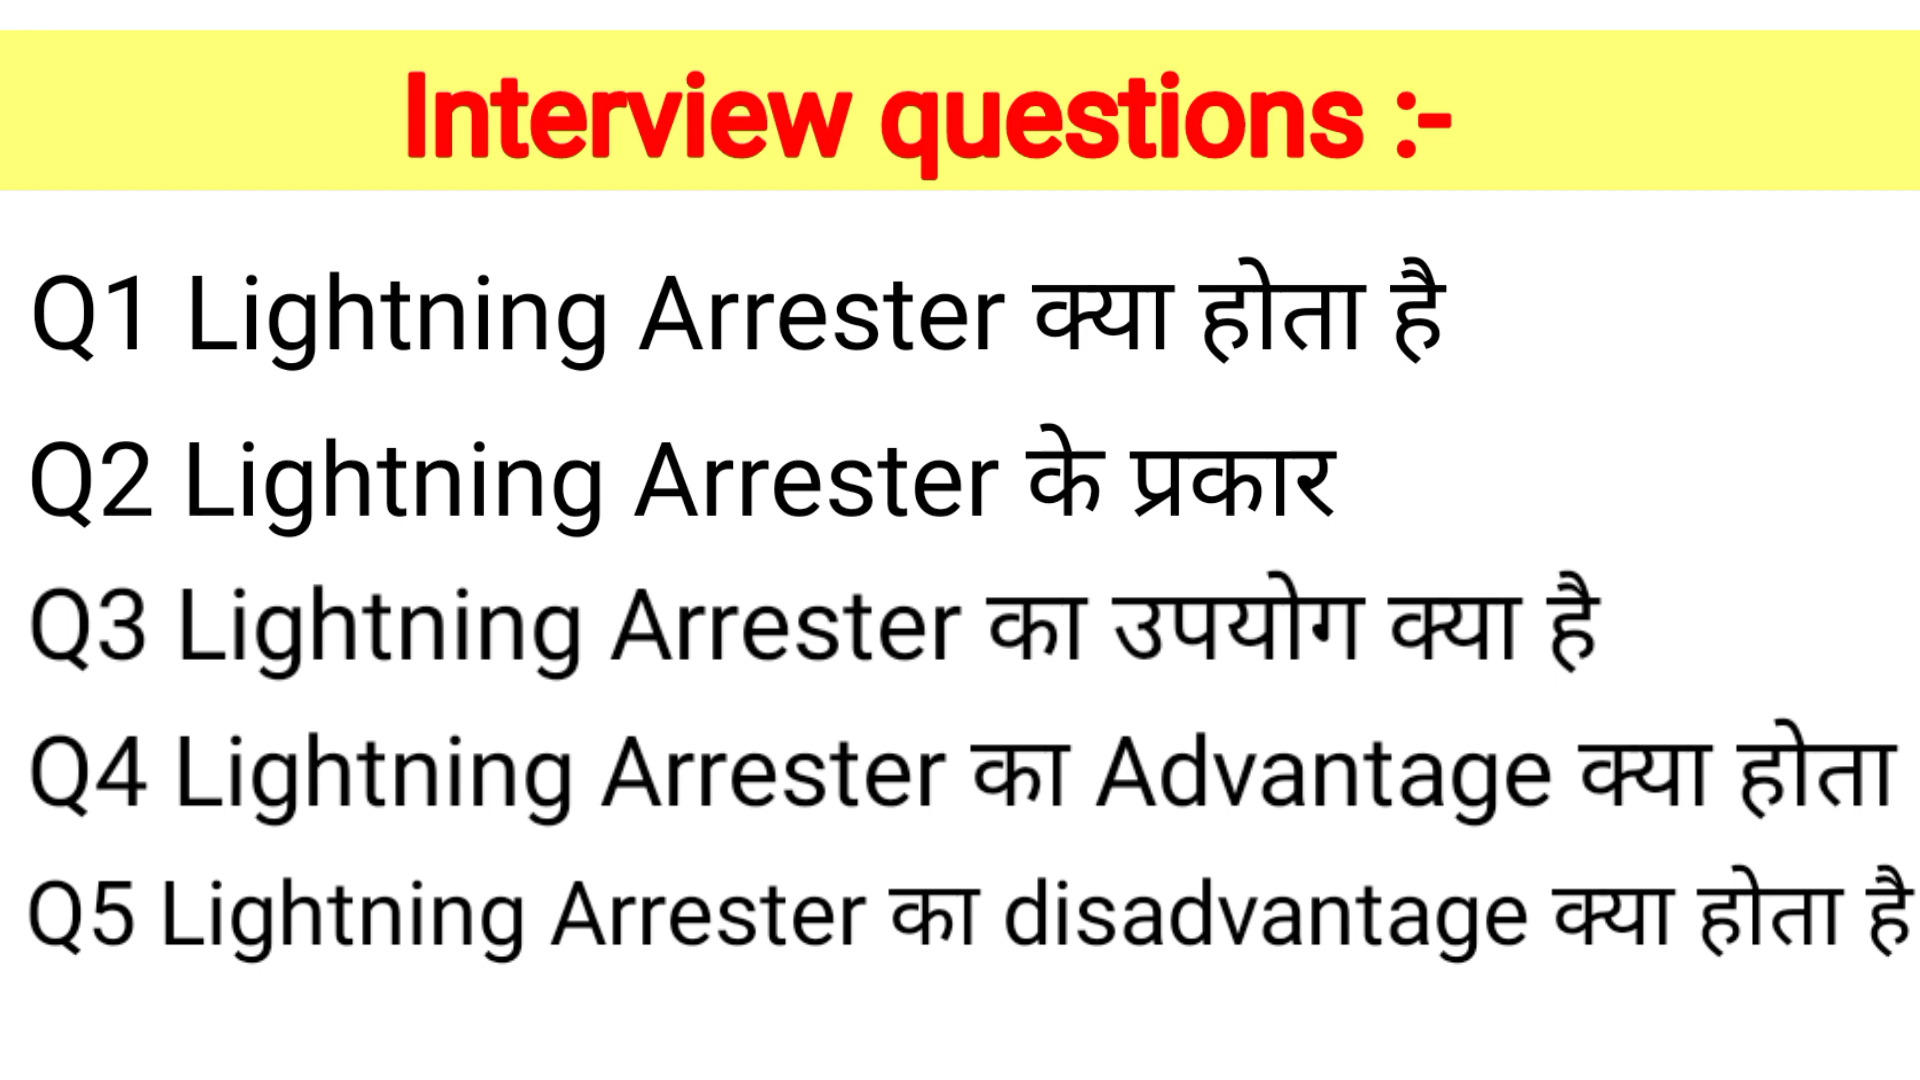 Interview questions :-
Q1 Lightning Arrester क्या होता है
Q2 Lightning Arrester के प्रकार
Q3 Lightning Arrester का उपयोग क्या है
Q4 Lightning Arrester का Advantage क्या होता
Q5 Lightning Arrester का disadvantage क्या होता है